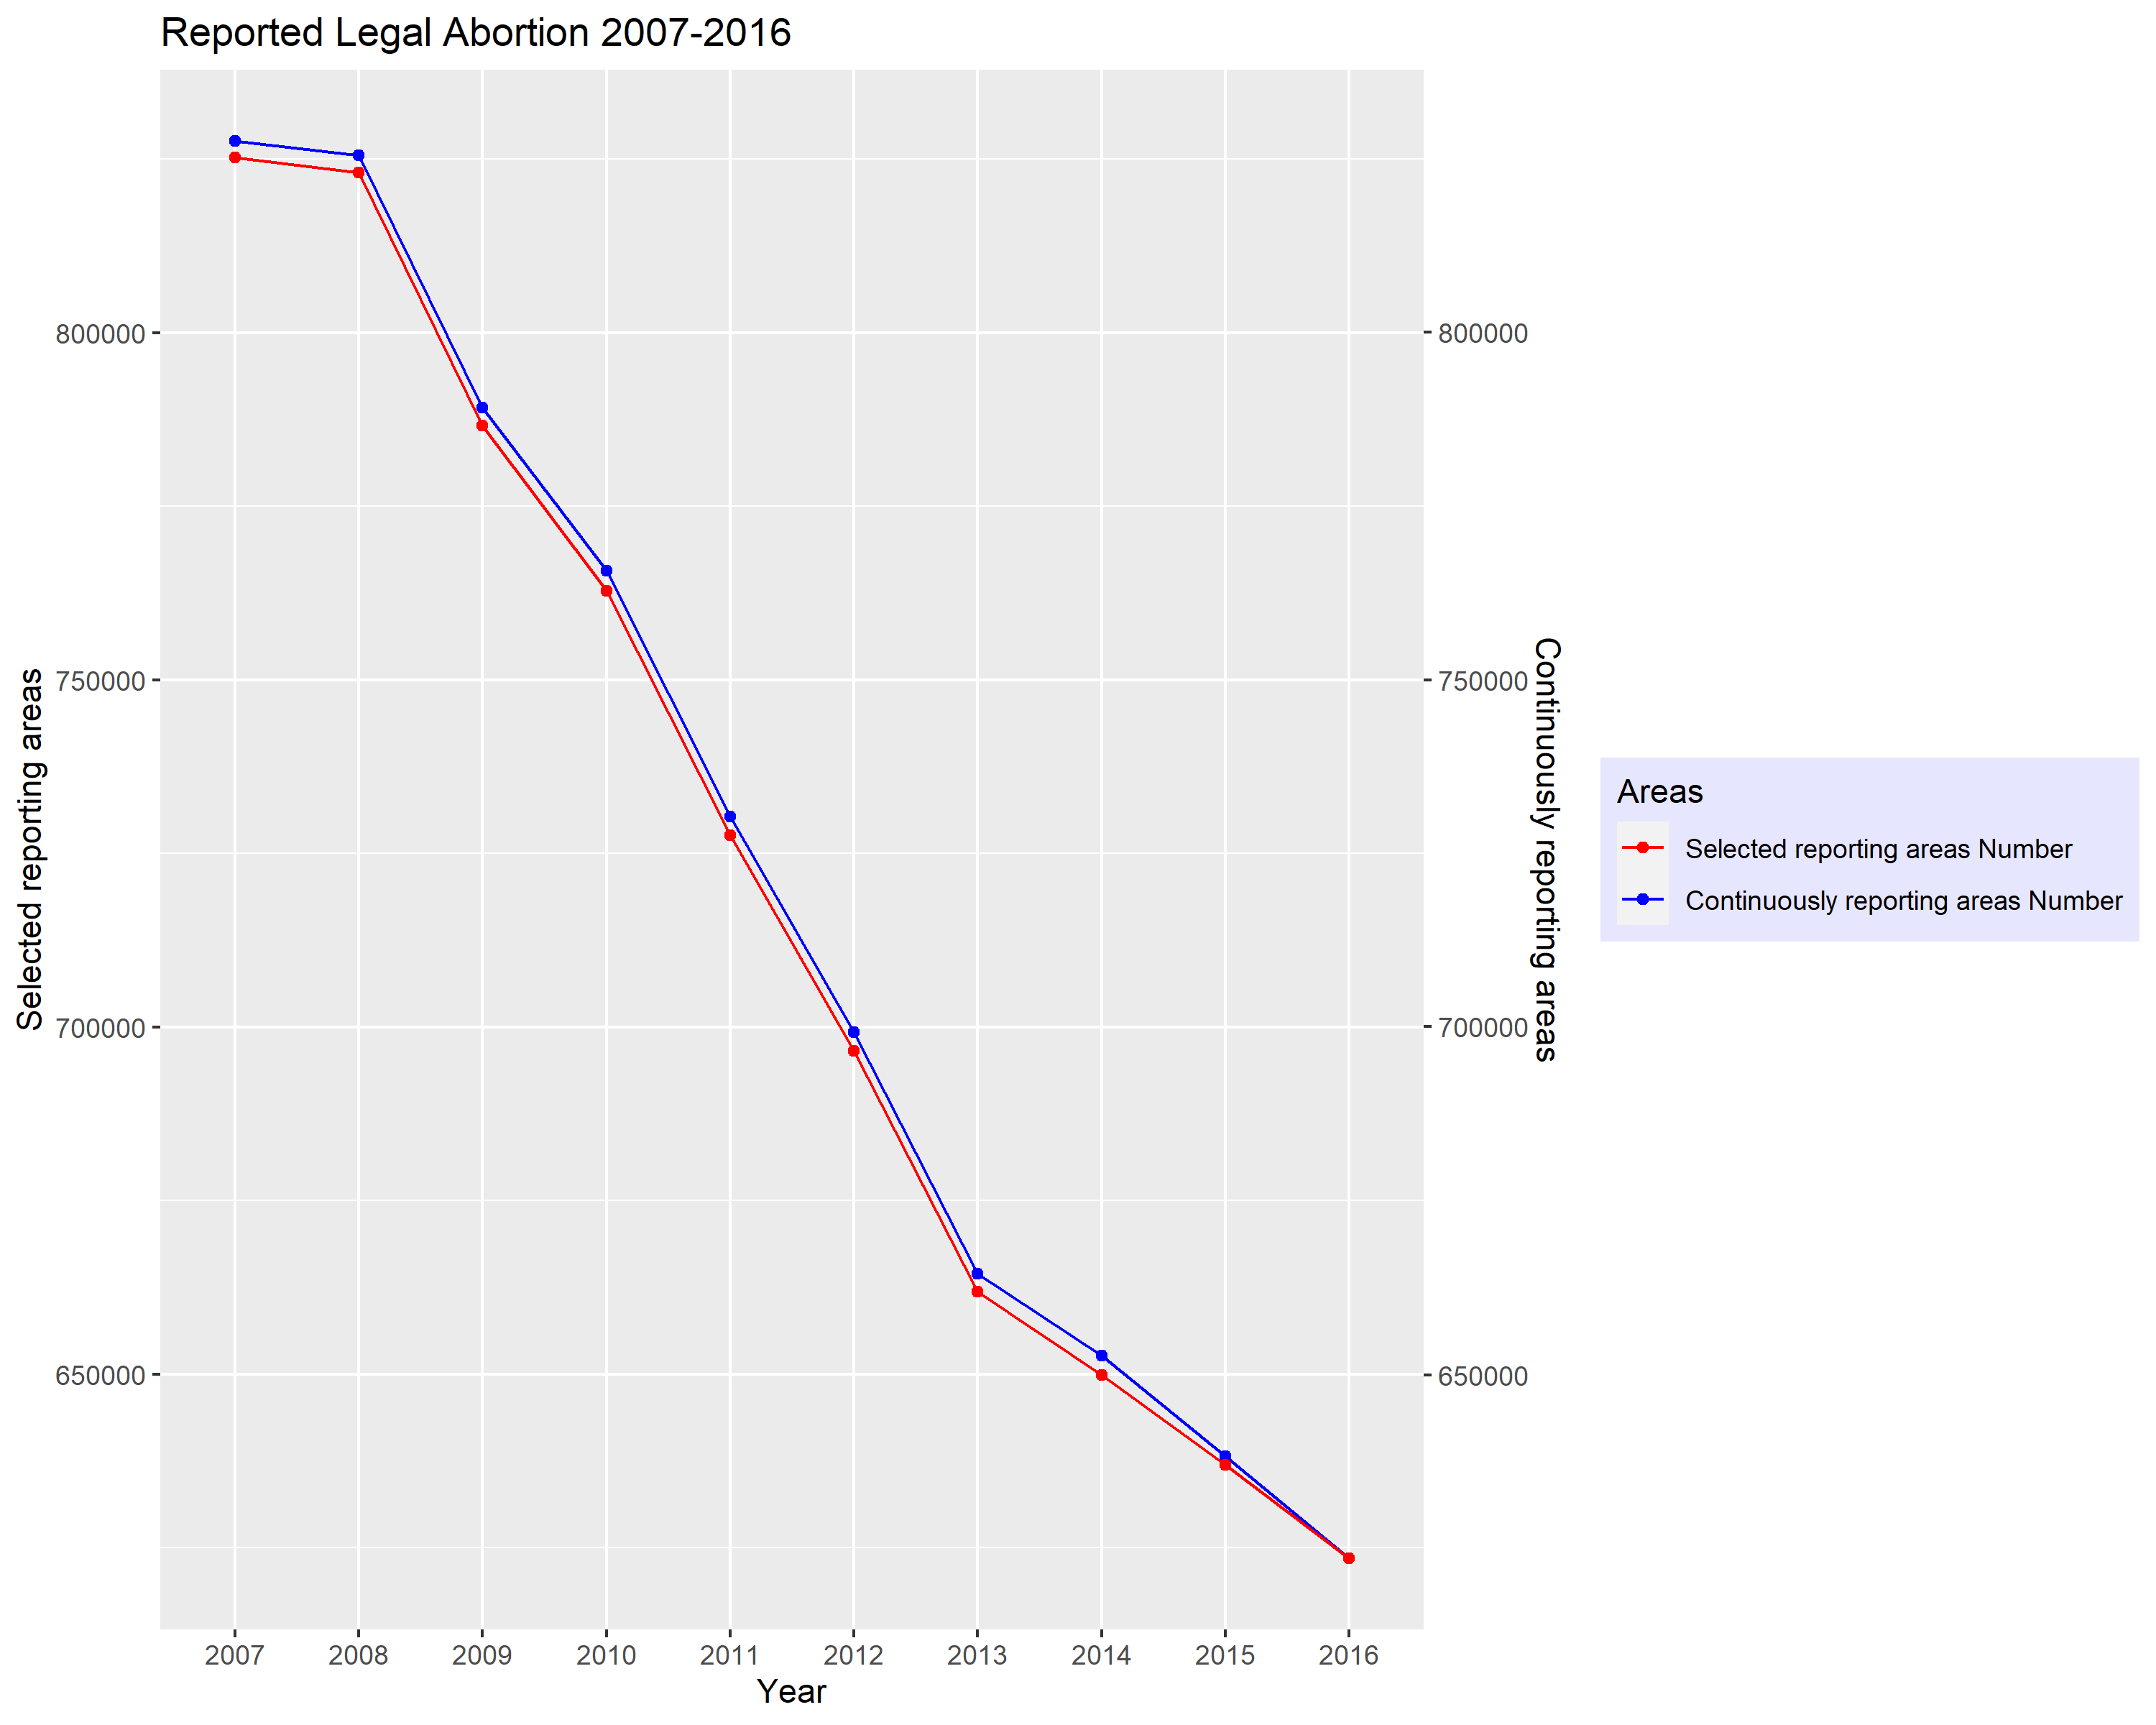 Reported Legal Abortion 2007-2016
Selected reporting areas
800000
750000
700000
650000
800000
750000
700000
650000
Continuously reporting areas
2007 2008 2009 2010 2011 2012 2013 2014 2015 2016
Year
Areas
Selected reporting areas Number
Continuously reporting areas Number